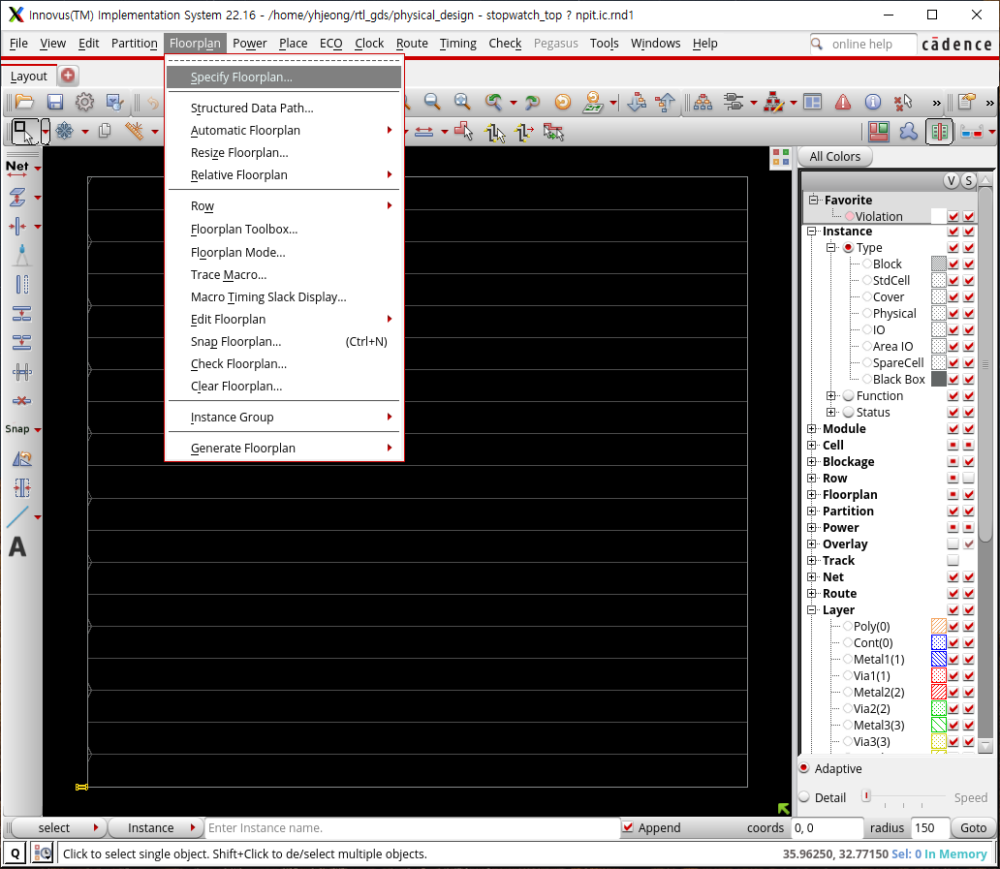 Innovus(TM) Implementation System 22.16 - /home/yhjeong/rtl_gds/physical_design - stopwatch_top ? npit.ic.rnd1
File View Edit Partition Floorplan Power Place ECO Clock Route Timing Check Pegasus Tools Windows Help online help cādence
Layout
Specify Floorplan...
Structured Data Path...
Automatic Floorplan
Resize Floorplan...
Relative Floorplan
Row
Floorplan Toolbox...
Floorplan Mode...
Trace Macro...
Macro Timing Slack Display...
Edit Floorplan
Snap Floorplan... (Ctrl+N)
Check Floorplan...
Clear Floorplan...
Instance Group
Generate Floorplan
Net
Snap
A
All Colors
V S
Favorite
Violation
Instance
Type
Block
StdCell
Cover
Physical
IO
Area IO
SpareCell
Black Box
Function
Status
Module
Cell
Blockage
Row
Floorplan
Partition
Power
Overlay
Track
Net
Route
Layer
Poly(0)
Cont(0)
Metal1(1)
Via1(1)
Metal2(2)
Via2(2)
Metal3(3)
Via3(3)
Adaptive
Detail Speed
select Instance Enter Instance name. Append coords 0, 0 radius 150 Goto
Q Click to select single object. Shift+Click to de/select multiple objects. 35.96250, 32.77150 Sel: 0 In Memory